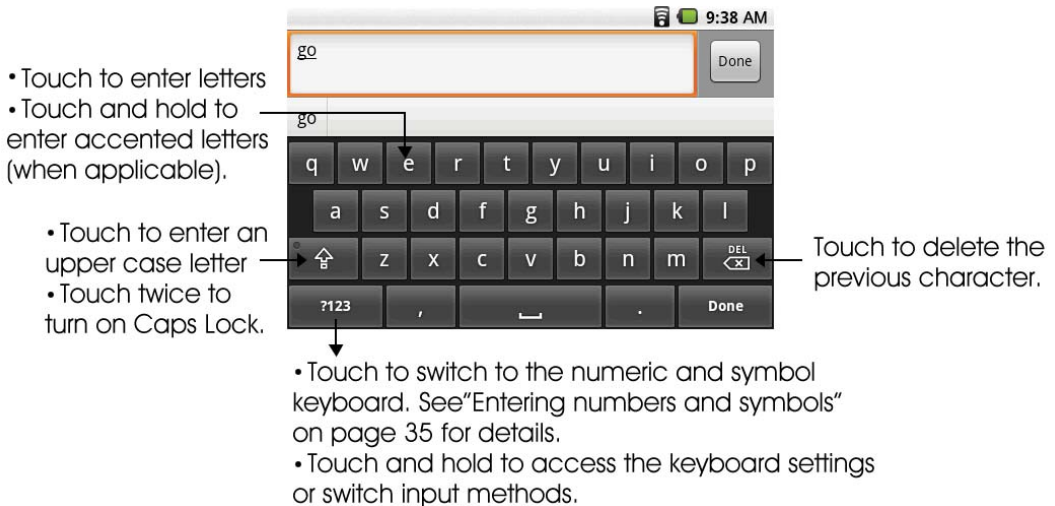 9:38 AM
go
Done
go
• Touch to enter letters
• Touch and hold to
enter accented letters
(when applicable).
q w e r t y u i o p
a s d f g h j k l
• Touch to enter an
upper case letter
• Touch twice to
turn on Caps Lock.
z x c v b n m DEL
Touch to delete the
previous character.
?123 , . Done
• Touch to switch to the numeric and symbol
keyboard. See"Entering numbers and symbols"
on page 35 for details.
• Touch and hold to access the keyboard settings
or switch input methods.